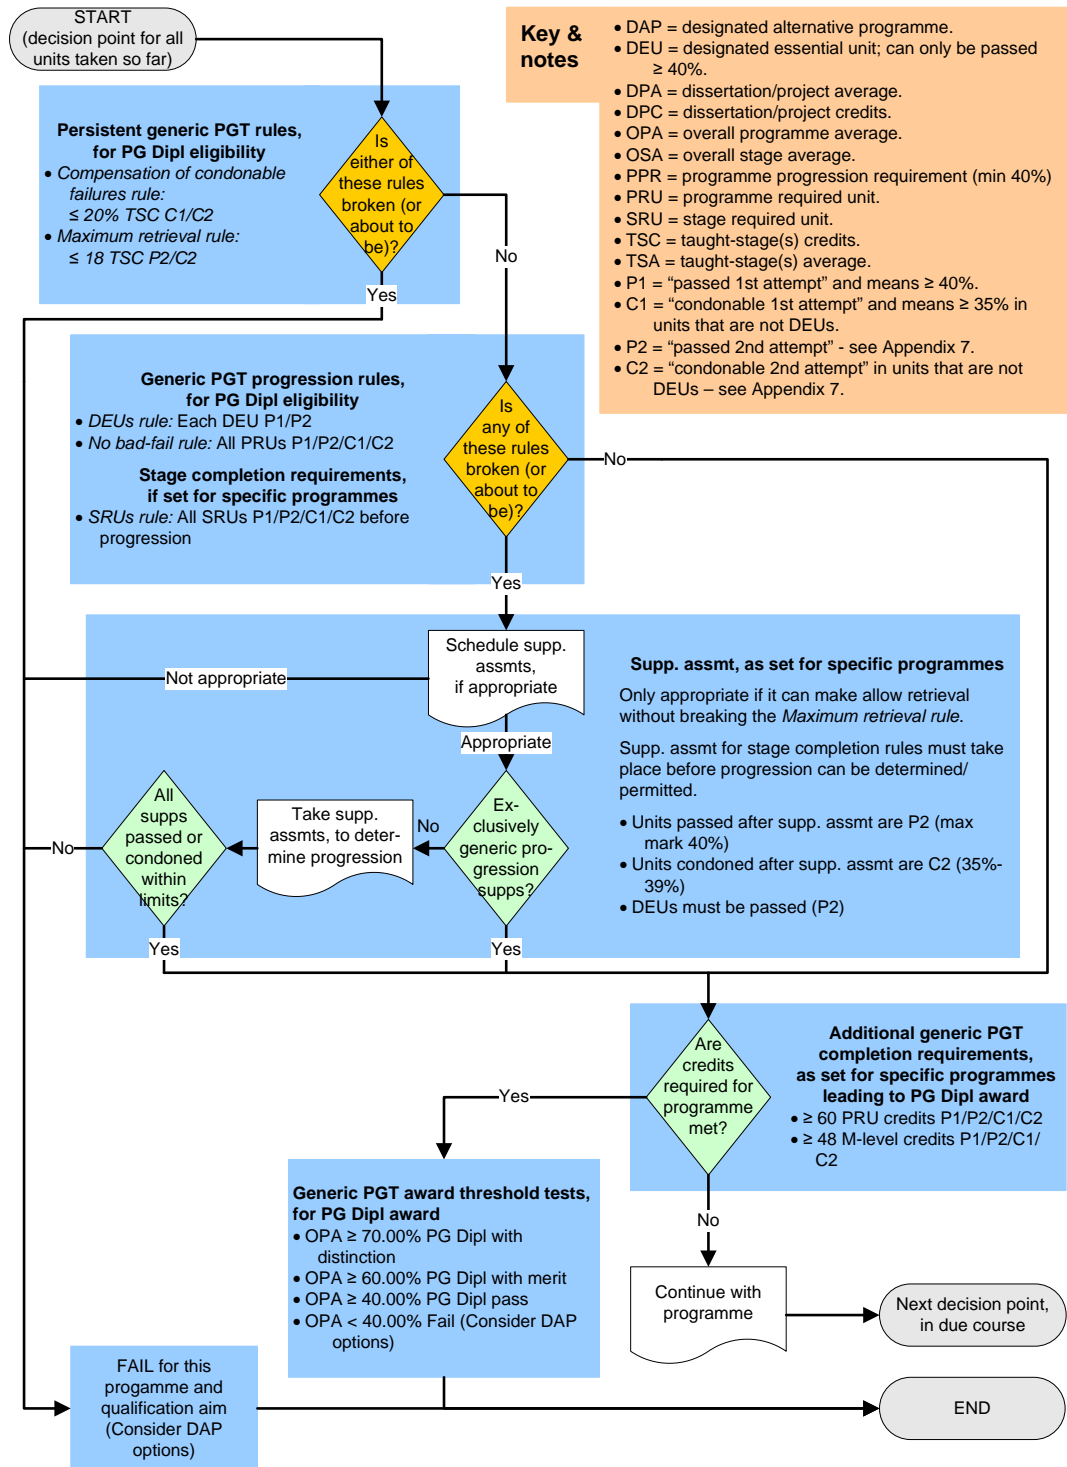 START
(decision point for all
units taken so far)
Key &
notes
• DAP = designated alternative programme.
• DEU = designated essential unit; can only be passed
≥ 40%.
• DPA = dissertation/project average.
• DPC = dissertation/project credits.
• OPA = overall programme average.
• OSA = overall stage average.
• PPR = programme progression requirement (min 40%)
• PRU = programme required unit.
• SRU = stage required unit.
• TSC = taught-stage(s) credits.
• TSA = taught-stage(s) average.
• P1 = “passed 1st attempt” and means ≥ 40%.
• C1 = “condonable 1st attempt” and means ≥ 35% in
units that are not DEUs.
• P2 = “passed 2nd attempt” - see Appendix 7.
• C2 = “condonable 2nd attempt” in units that are not
DEUs – see Appendix 7.
Persistent generic PGT rules,
for PG Dipl eligibility
• Compensation of condonable
failures rule:
≤ 20% TSC C1/C2
• Maximum retrieval rule:
≤ 18 TSC P2/C2
Is
either of
these rules
broken (or
about to
be)?
No
Yes
Generic PGT progression rules,
for PG Dipl eligibility
• DEUs rule: Each DEU P1/P2
• No bad-fail rule: All PRUs P1/P2/C1/C2
Stage completion requirements,
if set for specific programmes
• SRUs rule: All SRUs P1/P2/C1/C2 before
progression
Is
any of
these rules
broken (or
about to
be)?
No
Yes
Schedule supp.
assmts,
if appropriate
Not appropriate
Appropriate
Supp. assmt, as set for specific programmes
Only appropriate if it can make allow retrieval
without breaking the Maximum retrieval rule.
Supp. assmt for stage completion rules must take
place before progression can be determined/
permitted.
• Units passed after supp. assmt are P2 (max
mark 40%)
• Units condoned after supp. assmt are C2 (35%-
39%)
• DEUs must be passed (P2)
Ex-
clusively
generic pro-
gression
supps?
No
Yes
Take supp.
assmts, to deter-
mine progression
All
supps
passed or
condoned
within
limits?
No
Yes
Are
credits
required for
programme
met?
Yes
No
Additional generic PGT
completion requirements,
as set for specific programmes
leading to PG Dipl award
• ≥ 60 PRU credits P1/P2/C1/C2
• ≥ 48 M-level credits P1/P2/C1/
C2
Generic PGT award threshold tests,
for PG Dipl award
• OPA ≥ 70.00% PG Dipl with
distinction
• OPA ≥ 60.00% PG Dipl with merit
• OPA ≥ 40.00% PG Dipl pass
• OPA < 40.00% Fail (Consider DAP
options)
Continue with
programme
Next decision point,
in due course
FAIL for this
progamme and
qualification aim
(Consider DAP
options)
END